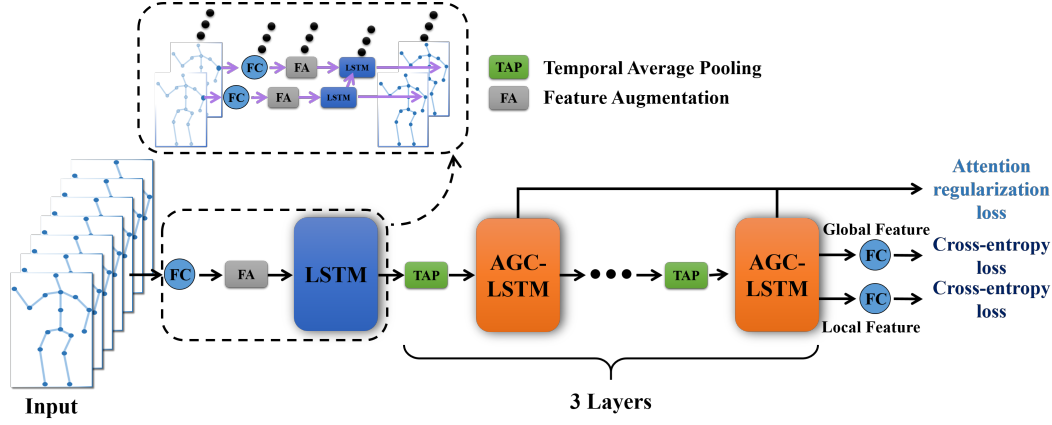 FC
FA
LSTM
FC
FA
LSTM
TAP
Temporal Average Pooling
FA
Feature Augmentation
Input
FC
FA
LSTM
TAP
AGC-
LSTM
TAP
AGC-
LSTM
3 Layers
Global Feature
FC
Local Feature
FC
Attention
regularization
loss
Cross-entropy
loss
Cross-entropy
loss